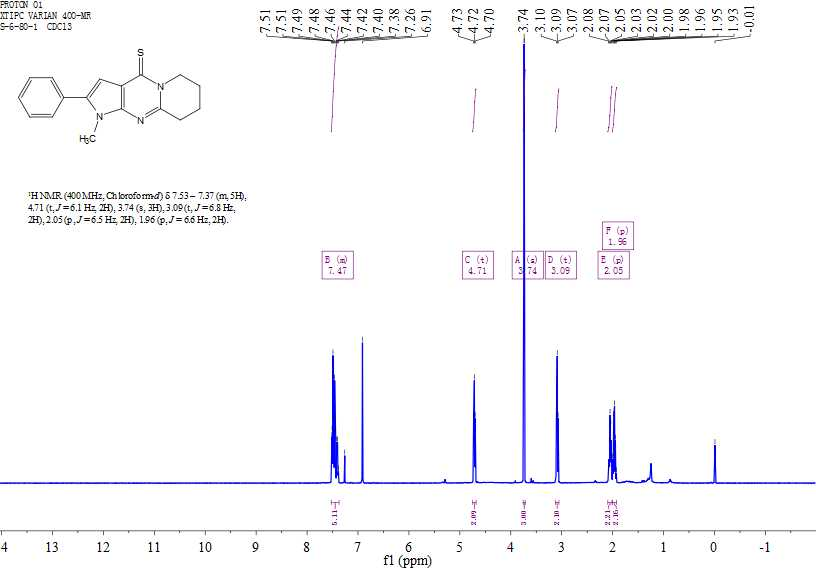 PROTON 01
XTIPC VARIAN 400-MR
S-6-80-1 CDCl3
7.51
7.51
7.49
7.48
7.46
7.44
7.42
7.40
7.38
7.26
6.91
4.73
4.72
4.70
3.74
3.10
3.09
3.07
2.08
2.07
2.05
2.03
2.02
2.00
1.98
1.96
1.95
1.93
-0.01
S
N
N
N
H₃C
¹H NMR (400 MHz, Chloroform-d) δ 7.53 – 7.37 (m, 5H),
4.71 (t, J = 6.1 Hz, 2H), 3.74 (s, 3H), 3.09 (t, J = 6.8 Hz,
2H), 2.05 (p, J = 6.5 Hz, 2H), 1.96 (p, J = 6.6 Hz, 2H).
F (p)
1.96
B (m)
7.47
C (t)
4.71
A (s)
3.74
D (t)
3.09
E (p)
2.05
5.11
2.09
3.00
2.10
2.21
2.16
4 13 12 11 10 9 8 7 6 5 4 3 2 1 0 -1
f1 (ppm)